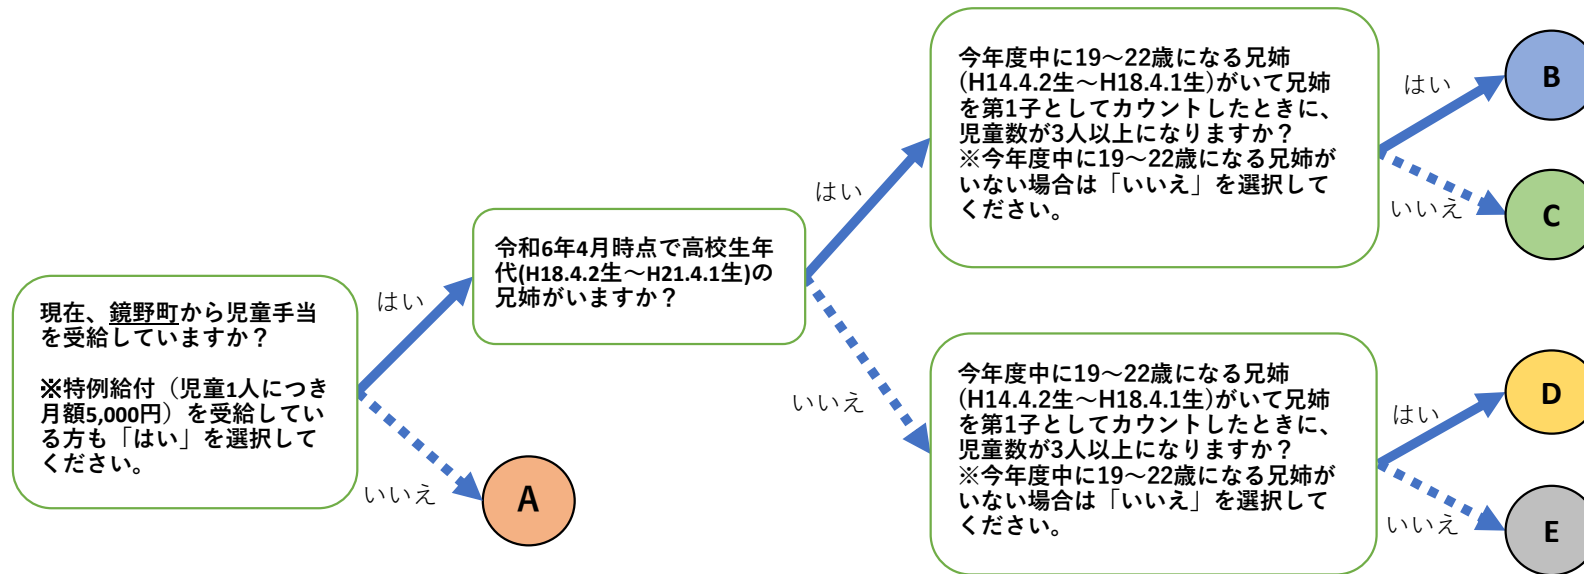 現在、鏡野町から児童手当
を受給していますか？
※特例給付（児童1人につき
月額5,000円）を受給してい
る方も「はい」を選択して
ください。
はい
いいえ
A
令和6年4月時点で高校生年
代(H18.4.2生～H21.4.1生)の
兄姉がいますか？
はい
いいえ
今年度中に19～22歳になる兄姉
(H14.4.2生～H18.4.1生)がいて兄姉
を第1子としてカウントしたときに、
児童数が3人以上になりますか？
※今年度中に19～22歳になる兄姉が
いない場合は「いいえ」を選択して
ください。
はい
B
いいえ
C
今年度中に19～22歳になる兄姉
(H14.4.2生～H18.4.1生)がいて兄姉
を第1子としてカウントしたときに、
児童数が3人以上になりますか？
※今年度中に19～22歳になる兄姉が
いない場合は「いいえ」を選択して
ください。
はい
D
いいえ
E